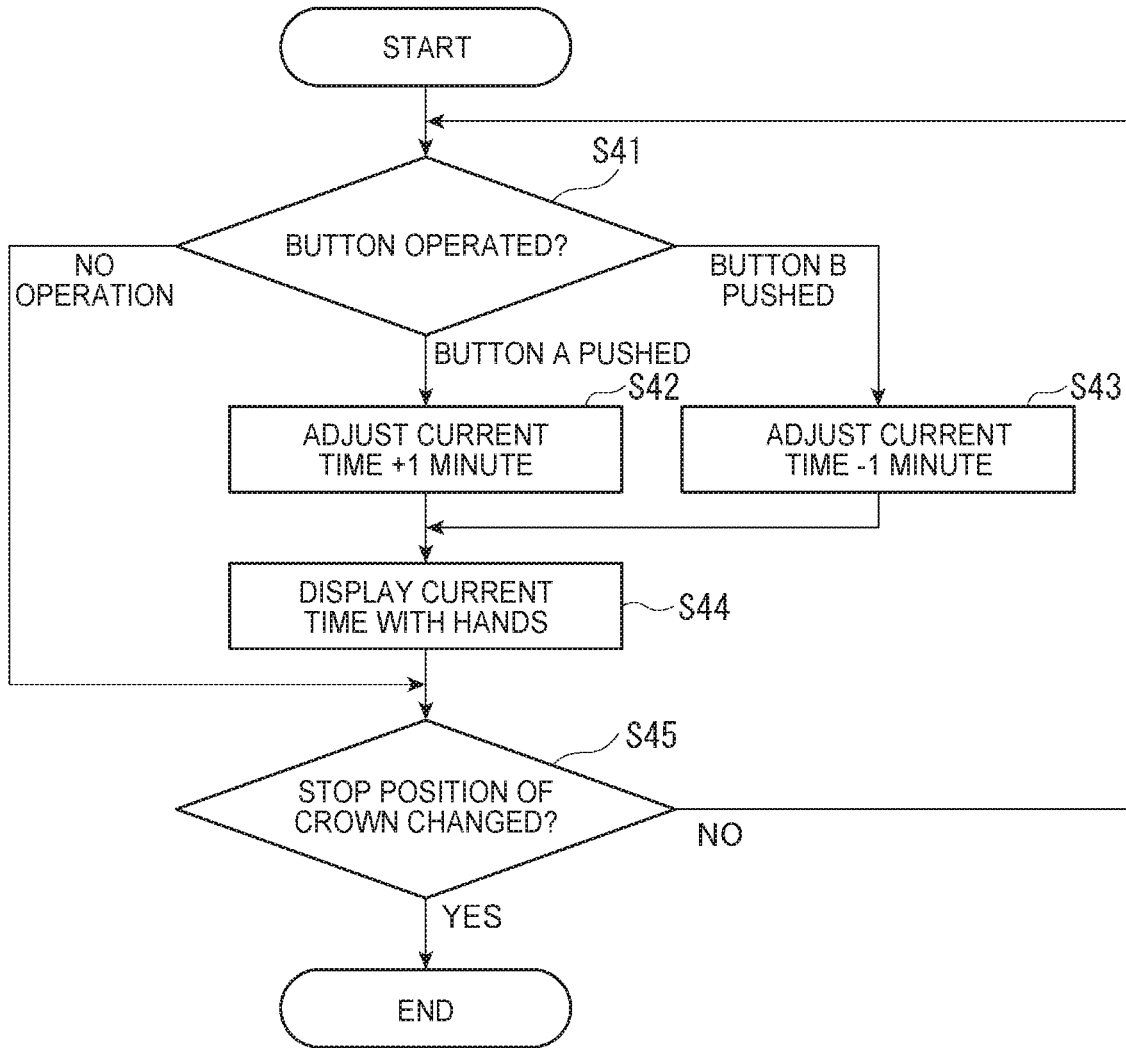 START
S41
BUTTON OPERATED?
NO
OPERATION
BUTTON B
PUSHED
BUTTON A PUSHED
S42
S43
ADJUST CURRENT
TIME +1 MINUTE
ADJUST CURRENT
TIME -1 MINUTE
DISPLAY CURRENT
TIME WITH HANDS
S44
S45
STOP POSITION OF
CROWN CHANGED?
NO
YES
END